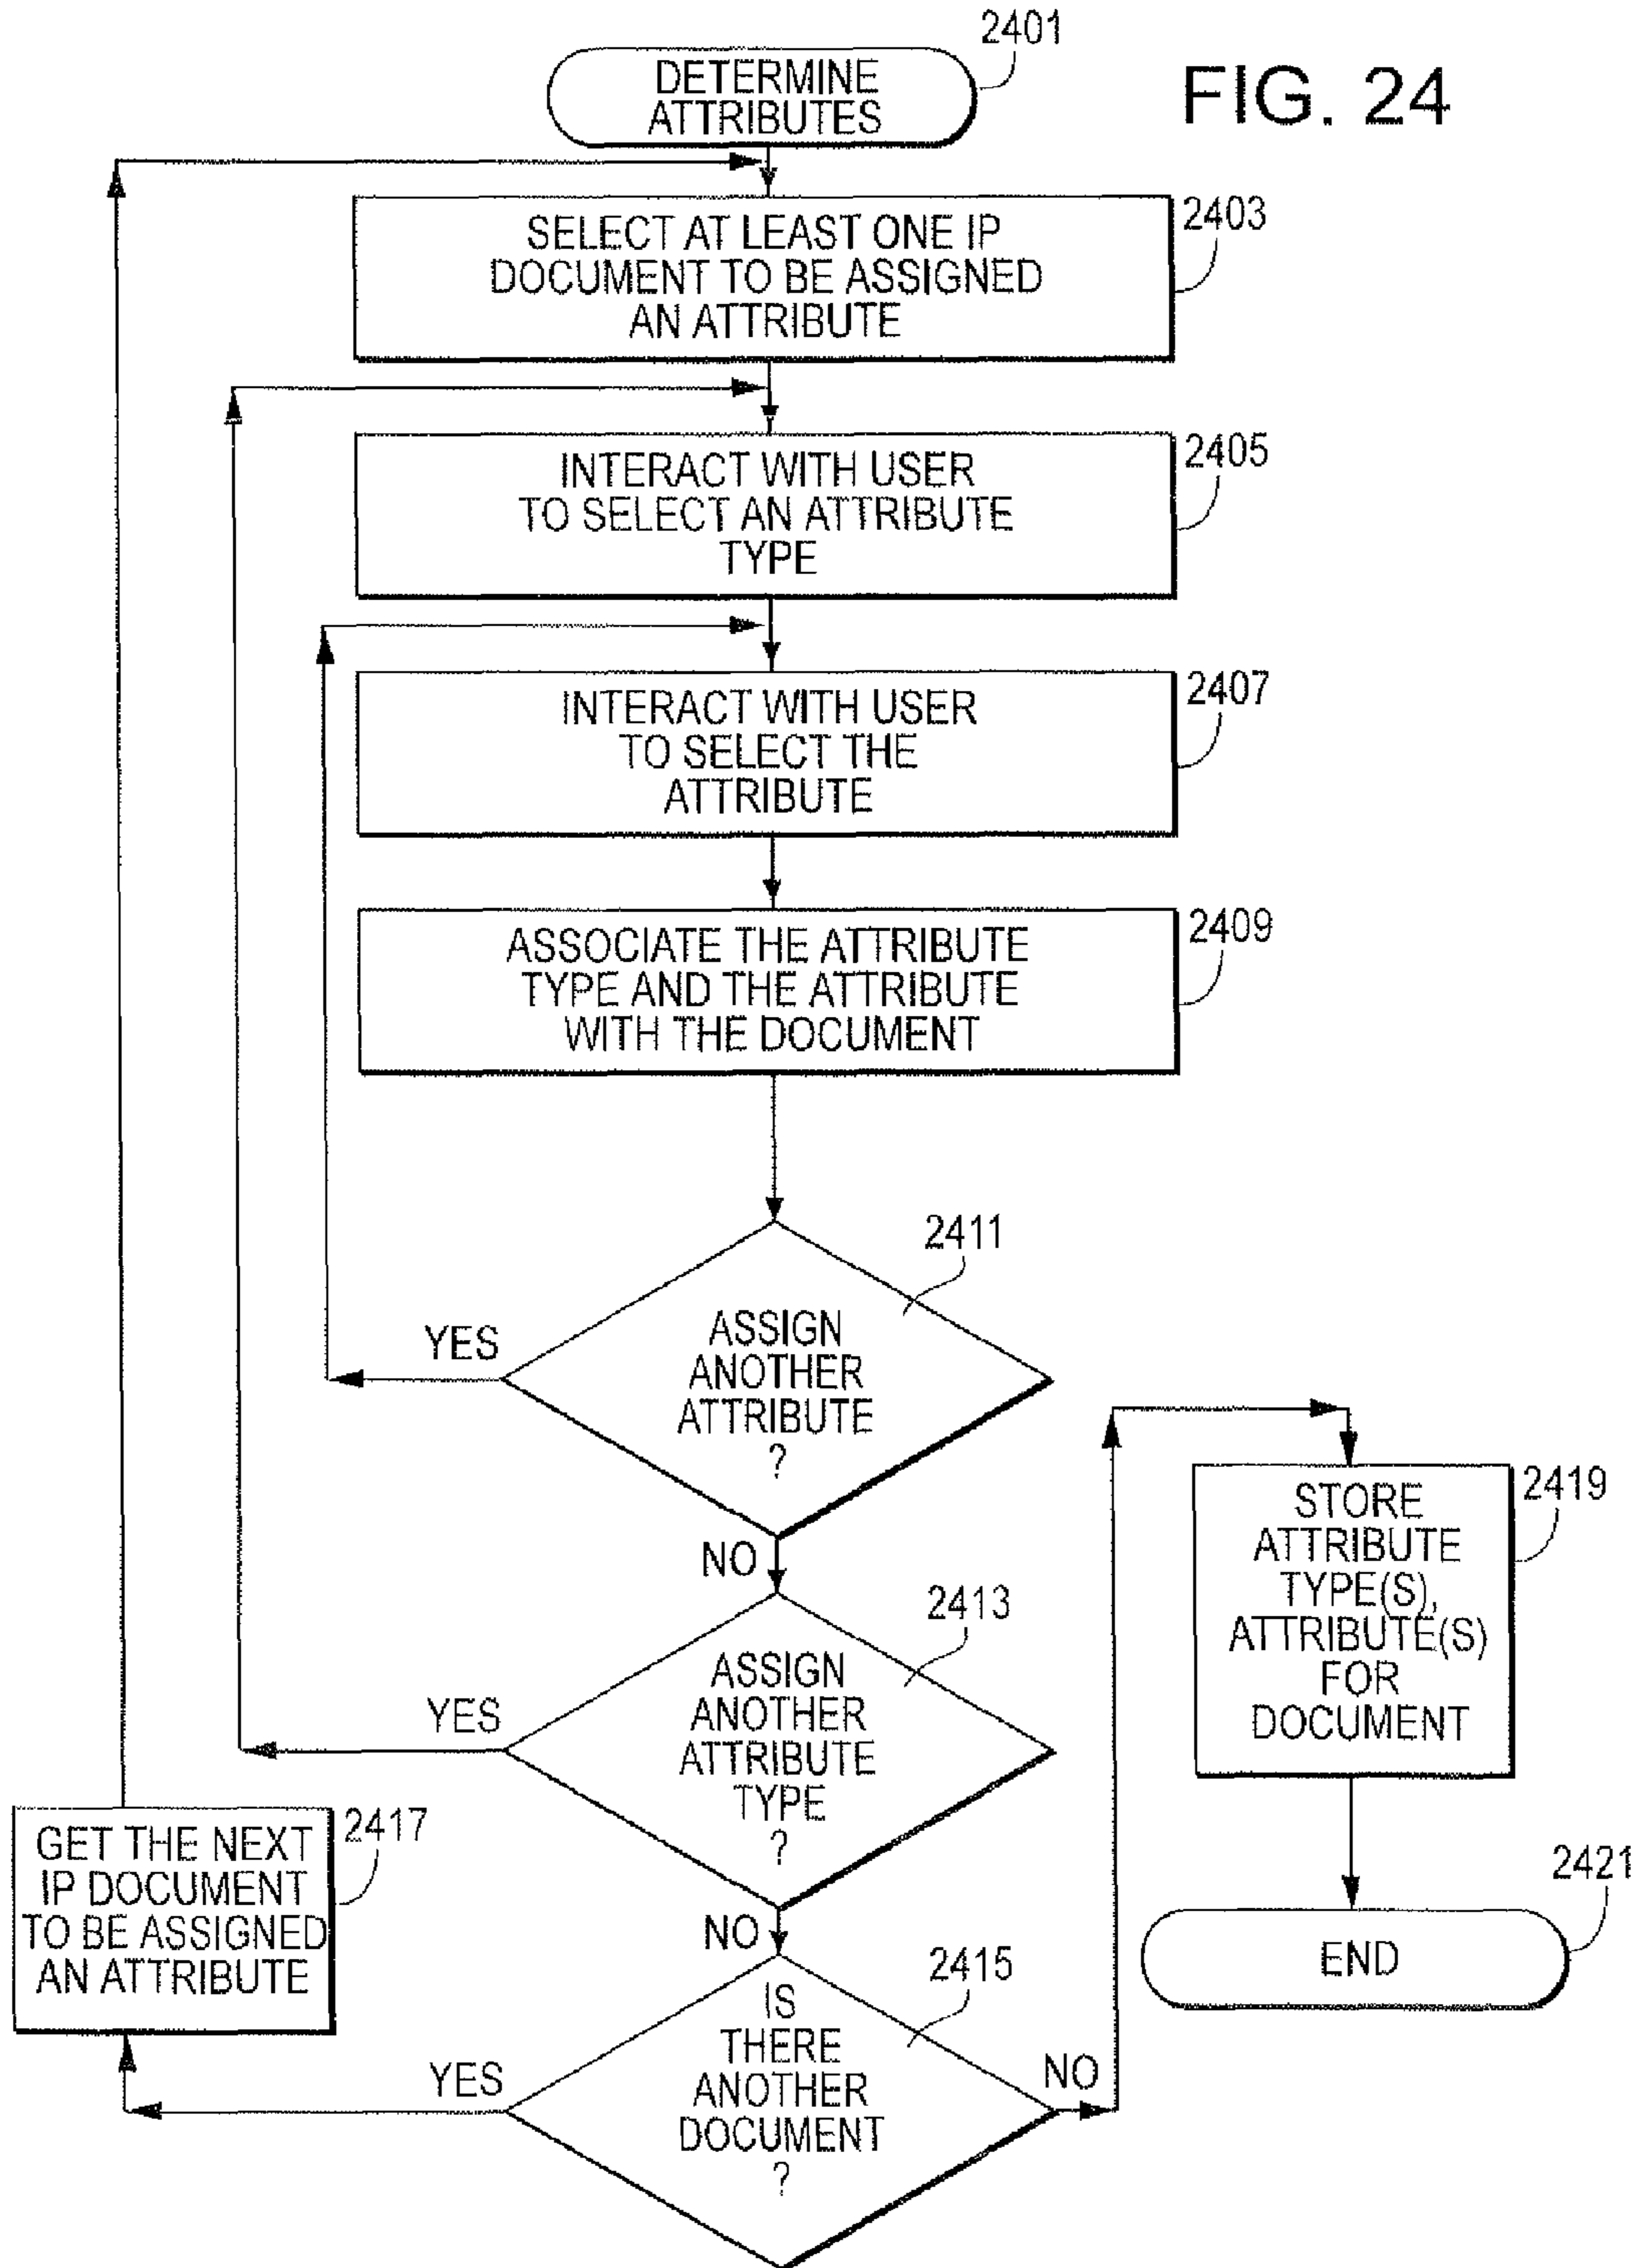 2401
DETERMINE
ATTRIBUTES
FIG. 24
2403
SELECT AT LEAST ONE IP
DOCUMENT TO BE ASSIGNED
AN ATTRIBUTE
2405
INTERACT WITH USER
TO SELECT AN ATTRIBUTE
TYPE
2407
INTERACT WITH USER
TO SELECT THE
ATTRIBUTE
2409
ASSOCIATE THE ATTRIBUTE
TYPE AND THE ATTRIBUTE
WITH THE DOCUMENT
2411
ASSIGN
ANOTHER
ATTRIBUTE
?
YES
NO
2413
ASSIGN
ANOTHER
ATTRIBUTE
TYPE
?
YES
NO
2415
IS
THERE
ANOTHER
DOCUMENT
?
YES
NO
2417
GET THE NEXT
IP DOCUMENT
TO BE ASSIGNED
AN ATTRIBUTE
2419
STORE
ATTRIBUTE
TYPE(S),
ATTRIBUTE(S)
FOR
DOCUMENT
2421
END